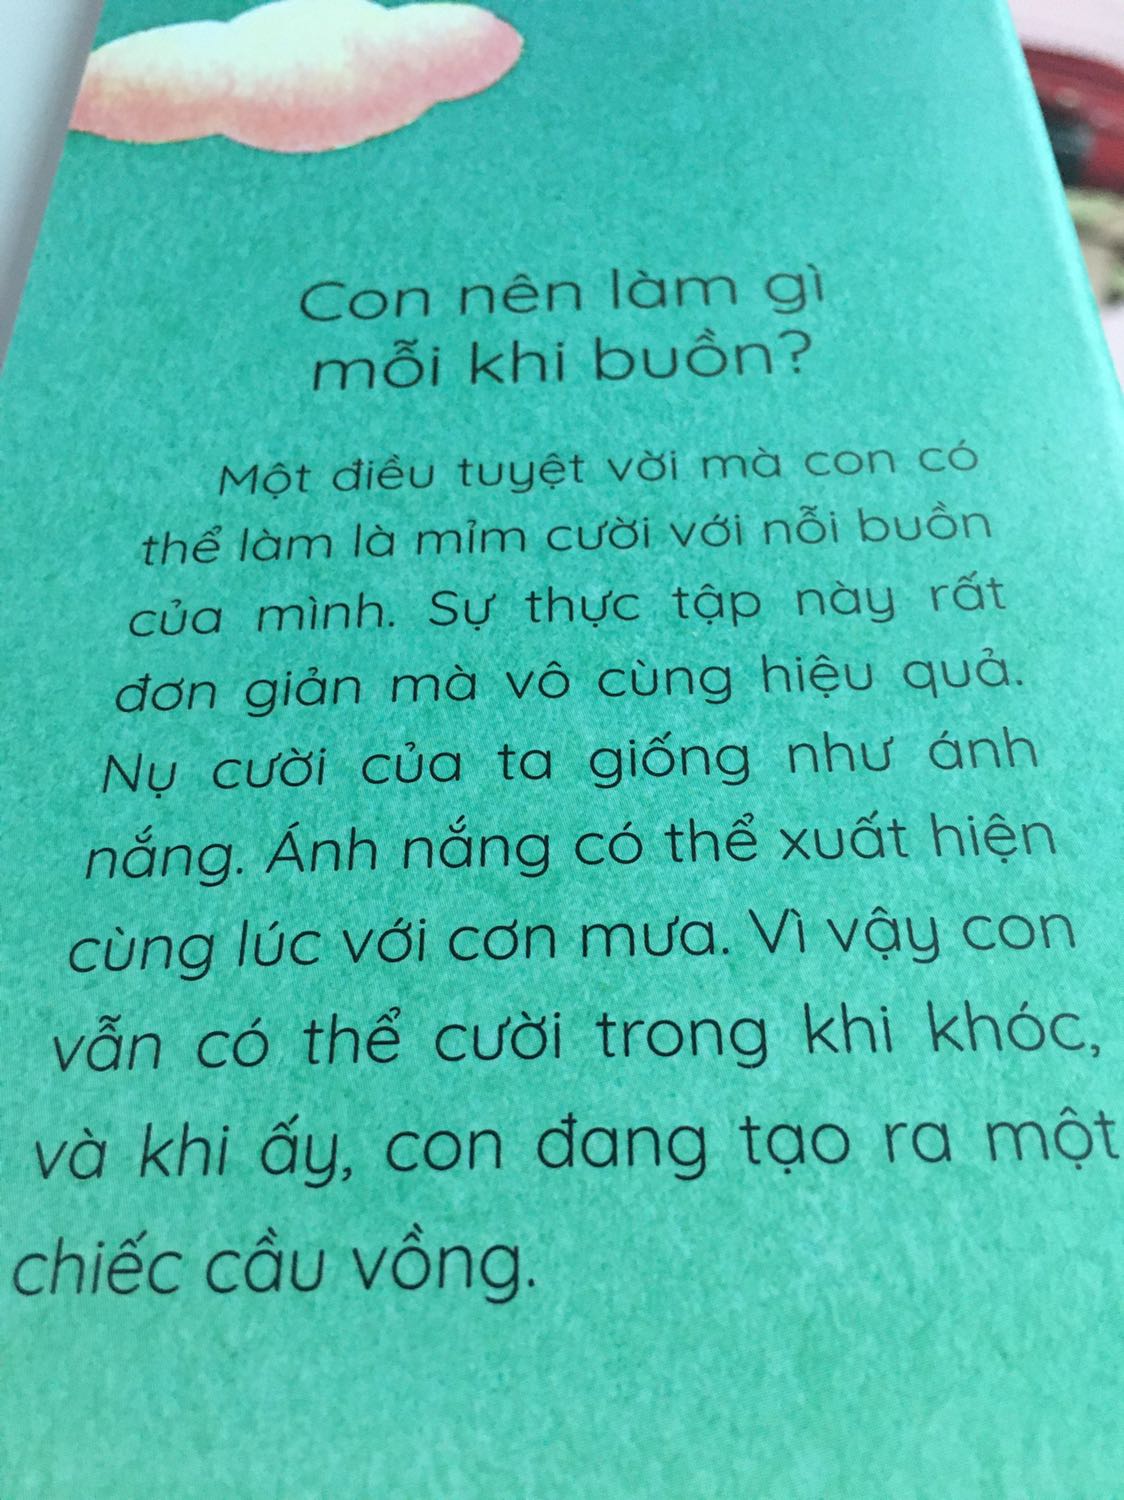 Con nên làm gì
mỗi khi buồn?
Một điều tuyệt vời mà con có
thể làm là mỉm cười với nỗi buồn
của mình. Sự thực tập này rất
đơn giản mà vô cùng hiệu quả.
Nụ cười của ta giống như ánh
nắng. Ánh nắng có thể xuất hiện
cùng lúc với cơn mưa. Vì vậy con
vẫn có thể cười trong khi khóc,
và khi ấy, con đang tạo ra một
chiếc cầu vồng.